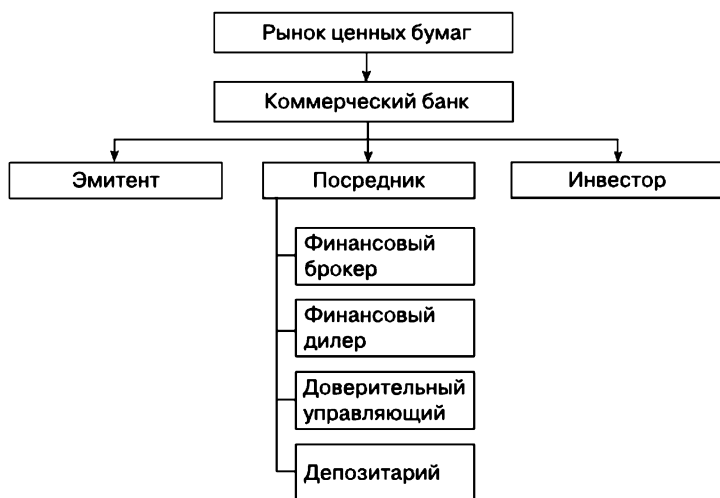 Рынок ценных бумаг
Коммерческий банк
Эмитент
Посредник
Инвестор
Финансовый
брокер
Финансовый
дилер
Доверительный
управляющий
Депозитарий